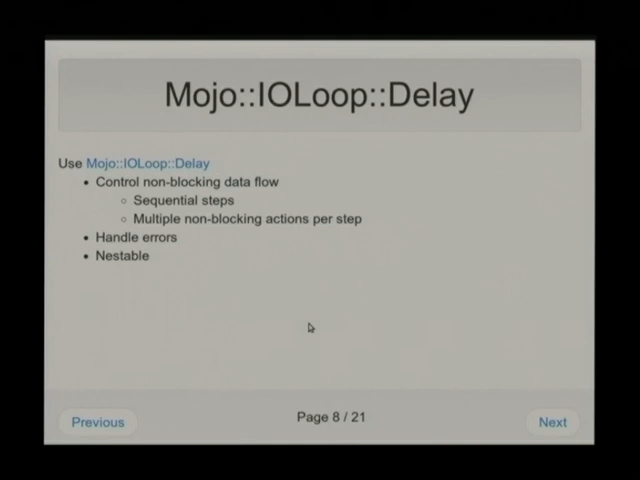 Mojo::IOLoop::Delay
Use Mojo::IOLoop::Delay
• Control non-blocking data flow
◦ Sequential steps
◦ Multiple non-blocking actions per step
• Handle errors
• Nestable
Previous
Page 8 / 21
Next